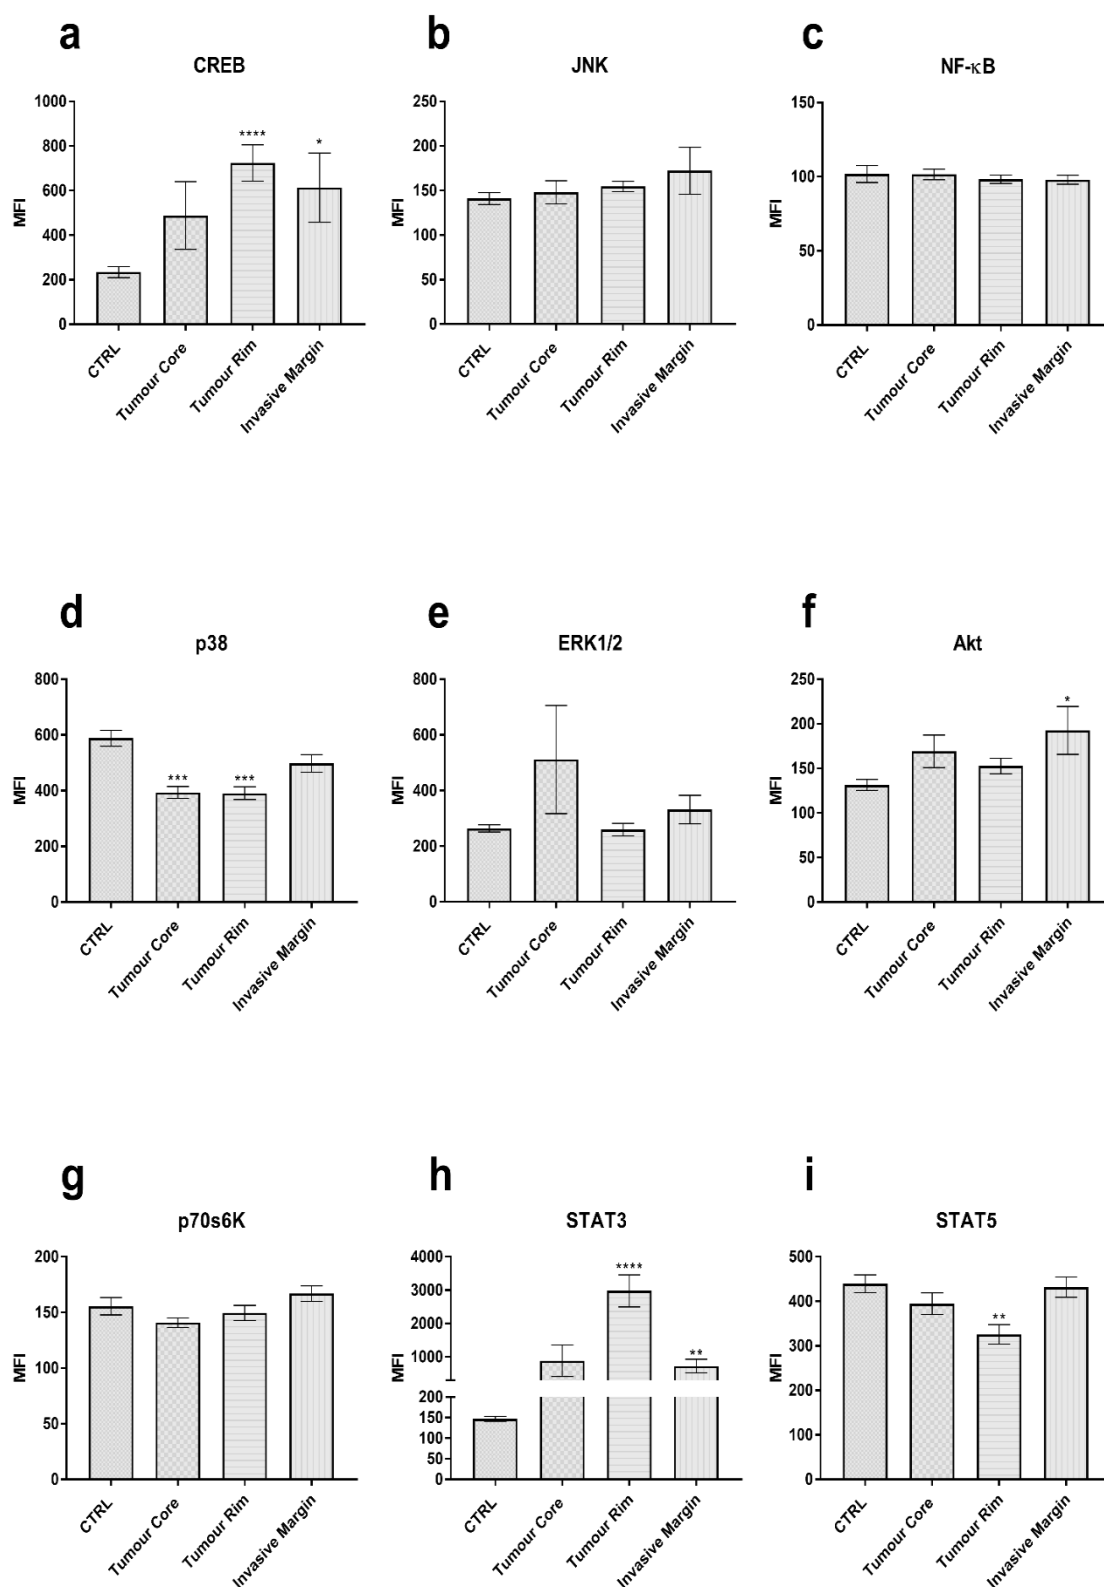 a
CREB
1000
800
600
400
200
0
MFI
****
*
CTRL
Tumour Core
Tumour Rim
Invasive Margin
b
JNK
250
200
150
100
50
0
MFI
CTRL
Tumour Core
Tumour Rim
Invasive Margin
c
NF-κB
150
100
50
0
MFI
CTRL
Tumour Core
Tumour Rim
Invasive Margin
d
p38
800
600
400
200
0
MFI
***
***
CTRL
Tumour Core
Tumour Rim
Invasive Margin
e
ERK1/2
800
600
400
200
0
MFI
CTRL
Tumour Core
Tumour Rim
Invasive Margin
f
Akt
250
200
150
100
50
0
MFI
*
CTRL
Tumour Core
Tumour Rim
Invasive Margin
g
p70s6K
200
150
100
50
0
MFI
CTRL
Tumour Core
Tumour Rim
Invasive Margin
h
STAT3
4000
3000
2000
1000
200
150
100
50
0
MFI
****
**
CTRL
Tumour Core
Tumour Rim
Invasive Margin
i
STAT5
500
400
300
200
100
0
MFI
**
CTRL
Tumour Core
Tumour Rim
Invasive Margin